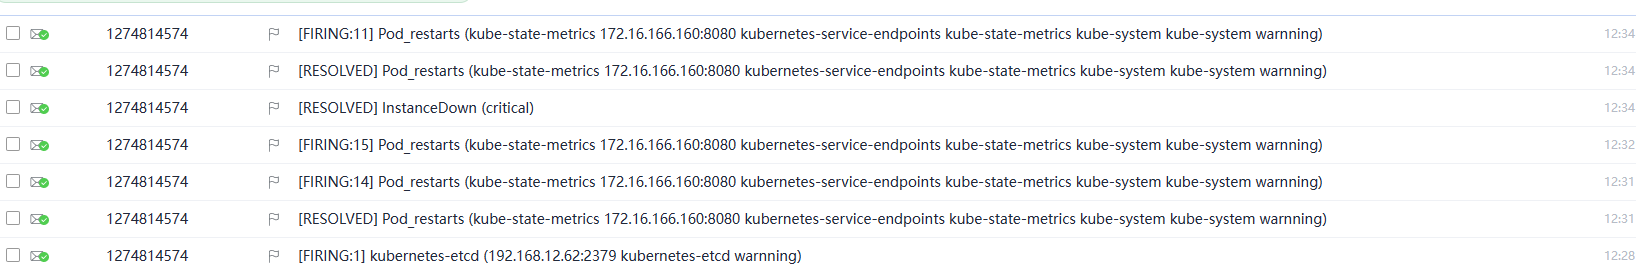 1274814574 [FIRING:11] Pod_restarts (kube-state-metrics 172.16.166.160:8080 kubernetes-service-endpoints kube-state-metrics kube-system kube-system warnning) 12:34
1274814574 [RESOLVED] Pod_restarts (kube-state-metrics 172.16.166.160:8080 kubernetes-service-endpoints kube-state-metrics kube-system kube-system warnning) 12:34
1274814574 [RESOLVED] InstanceDown (critical) 12:34
1274814574 [FIRING:15] Pod_restarts (kube-state-metrics 172.16.166.160:8080 kubernetes-service-endpoints kube-state-metrics kube-system kube-system warnning) 12:32
1274814574 [FIRING:14] Pod_restarts (kube-state-metrics 172.16.166.160:8080 kubernetes-service-endpoints kube-state-metrics kube-system kube-system warnning) 12:31
1274814574 [RESOLVED] Pod_restarts (kube-state-metrics 172.16.166.160:8080 kubernetes-service-endpoints kube-state-metrics kube-system kube-system warnning) 12:31
1274814574 [FIRING:1] kubernetes-etcd (192.168.12.62:2379 kubernetes-etcd warnning) 12:28